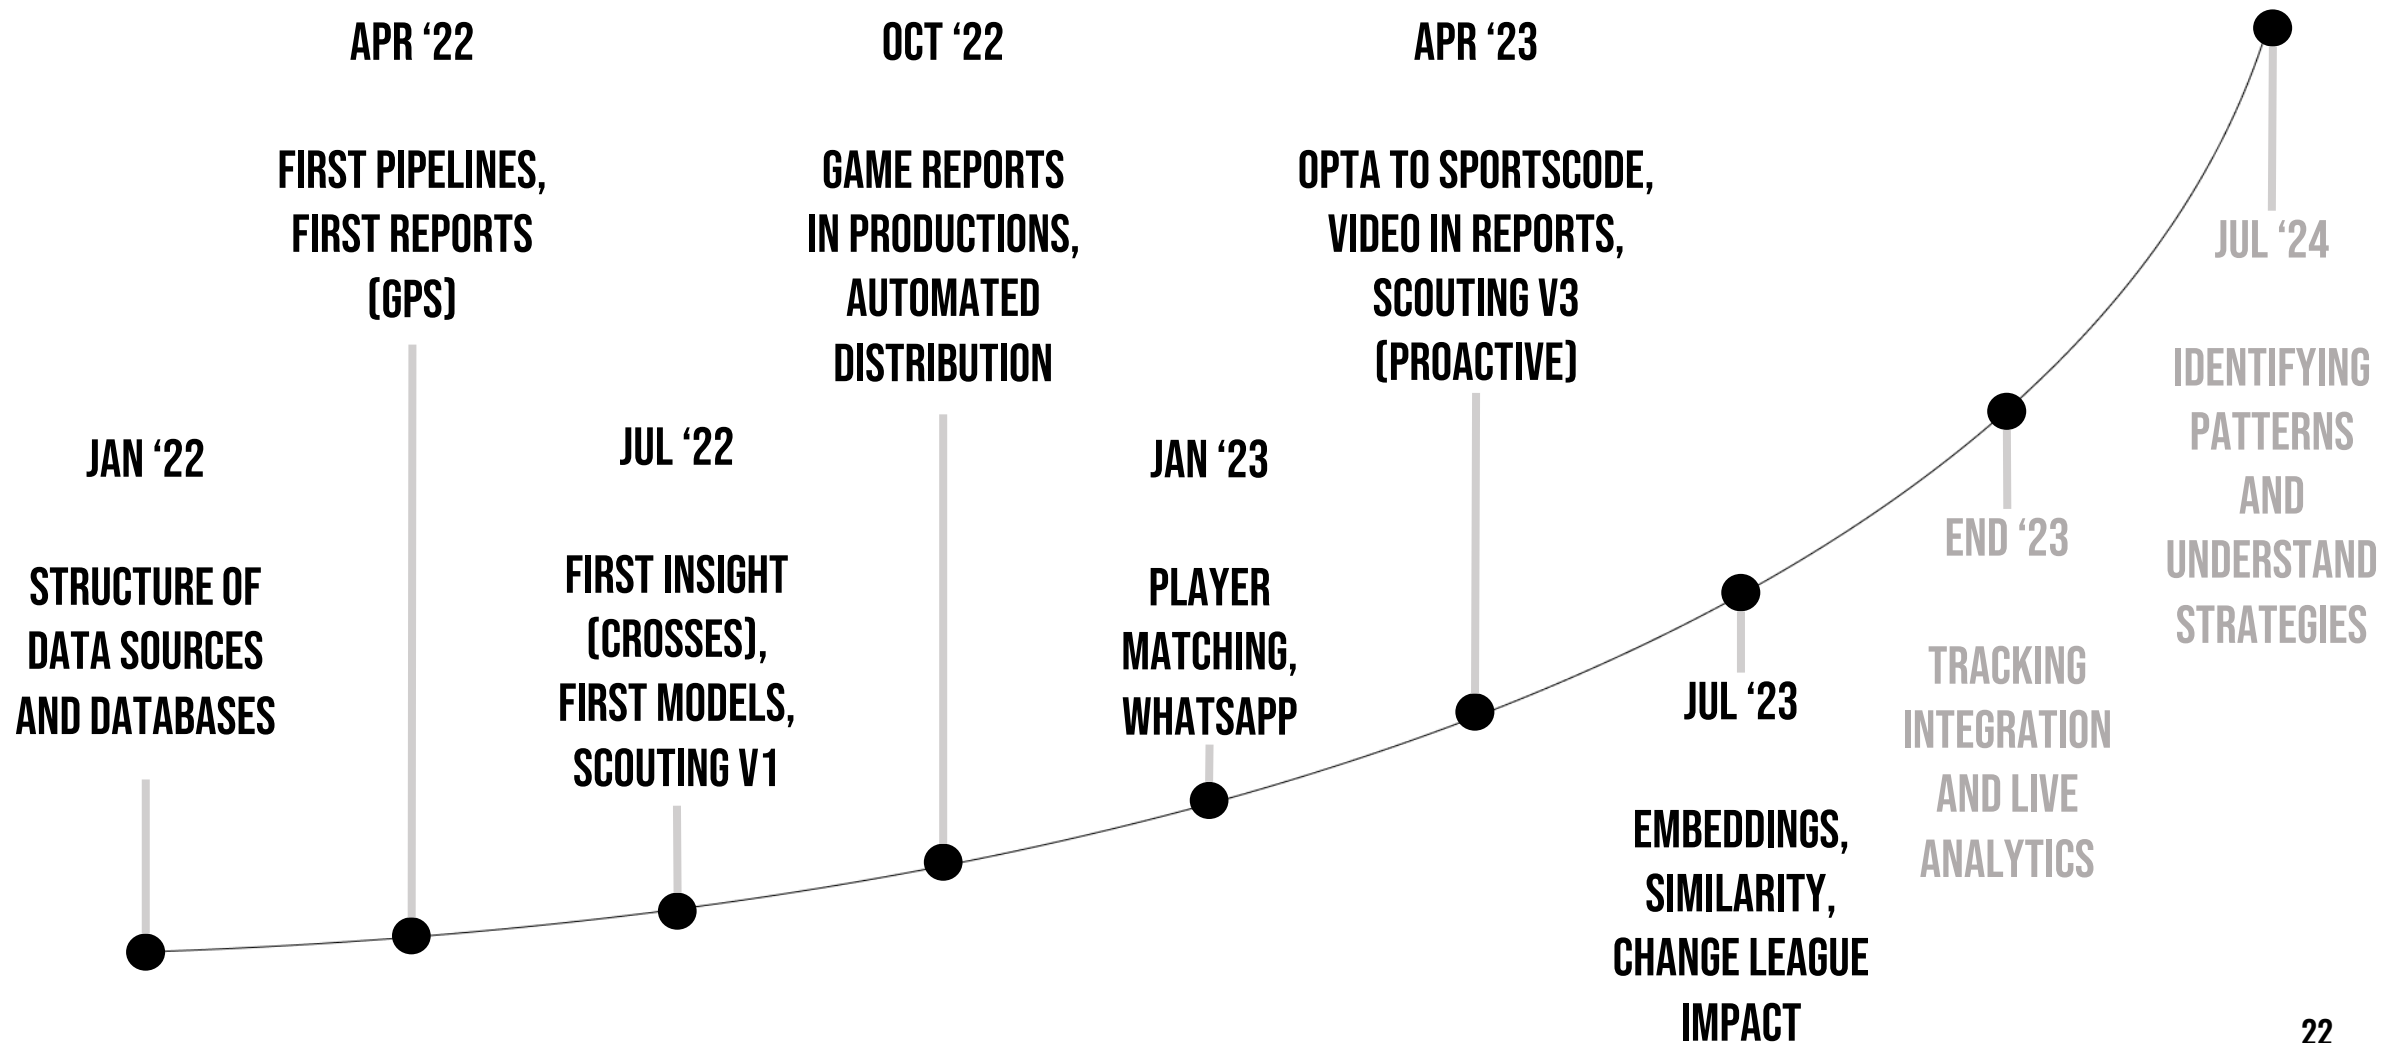 JAN ‘22
STRUCTURE OF
DATA SOURCES
AND DATABASES
APR ‘22
FIRST PIPELINES,
FIRST REPORTS
(GPS)
JUL ‘22
FIRST INSIGHT
(CROSSES),
FIRST MODELS,
SCOUTING V1
OCT ‘22
GAME REPORTS
IN PRODUCTIONS,
AUTOMATED
DISTRIBUTION
JAN ‘23
PLAYER
MATCHING,
WHATSAPP
APR ‘23
OPTA TO SPORTSCODE,
VIDEO IN REPORTS,
SCOUTING V3
(PROACTIVE)
JUL ‘23
EMBEDDINGS,
SIMILARITY,
CHANGE LEAGUE
IMPACT
END ‘23
TRACKING
INTEGRATION
AND LIVE
ANALYTICS
JUL ‘24
IDENTIFYING
PATTERNS
AND
UNDERSTAND
STRATEGIES
22